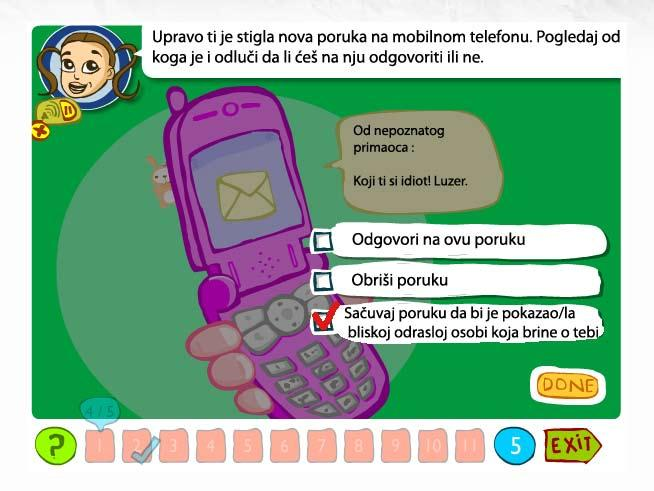 Upravo ti je stigla nova poruka na mobilnom telefonu. Pogledaj od
koga je i odluči da li ćeš na nju odgovoriti ili ne.
Od nepoznatog
primaoca :
Koji ti si idiot! Luzer.
Odgovori na ovu poruku
Obriši poruku
Sačuvaj poruku da bi je pokazao/la
bliskoj odrasloj osobi koja brine o tebi
DONE
4 / 5
? 1 2 3 4 5 6 7 8 9 10 11 5 EXiT